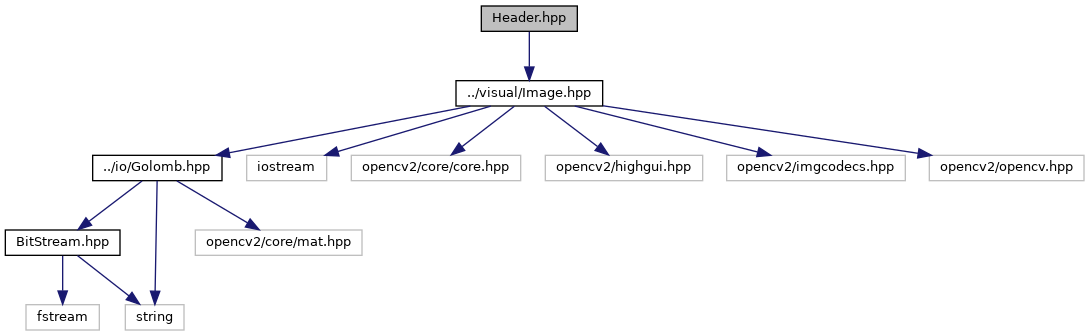 Header.hpp
../visual/Image.hpp
../io/Golomb.hpp
iostream
opencv2/core/core.hpp
opencv2/highgui.hpp
opencv2/imgcodecs.hpp
opencv2/opencv.hpp
BitStream.hpp
opencv2/core/mat.hpp
fstream
string